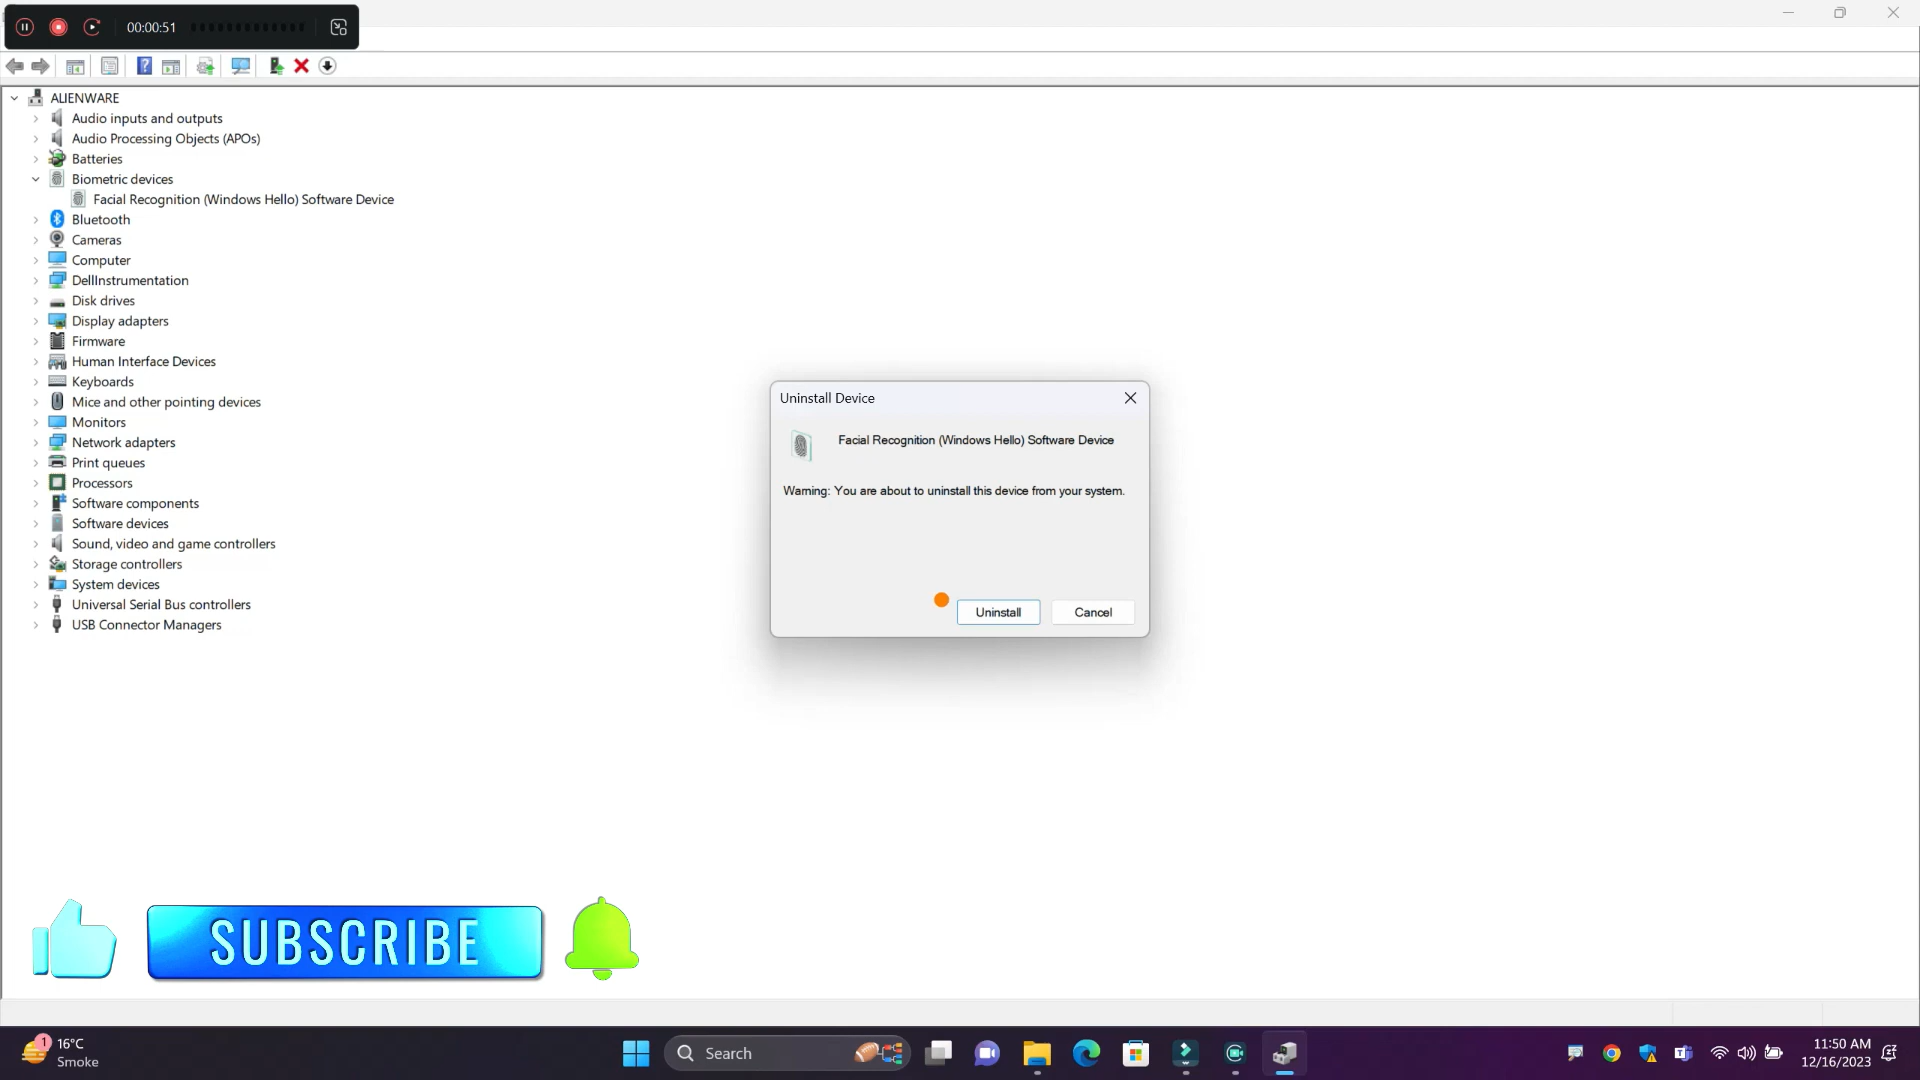 00:00:51
ALIENWARE
Audio inputs and outputs
Audio Processing Objects (APOs)
Batteries
Biometric devices
Facial Recognition (Windows Hello) Software Device
Bluetooth
Cameras
Computer
DellInstrumentation
Disk drives
Display adapters
Firmware
Human Interface Devices
Keyboards
Mice and other pointing devices
Monitors
Network adapters
Print queues
Processors
Software components
Software devices
Sound, video and game controllers
Storage controllers
System devices
Universal Serial Bus controllers
USB Connector Managers
Uninstall Device
Facial Recognition (Windows Hello) Software Device
Warning: You are about to uninstall this device from your system.
Uninstall Cancel
SUBSCRIBE
1
16°C
Smoke
Search
11:50 AM
12/16/2023